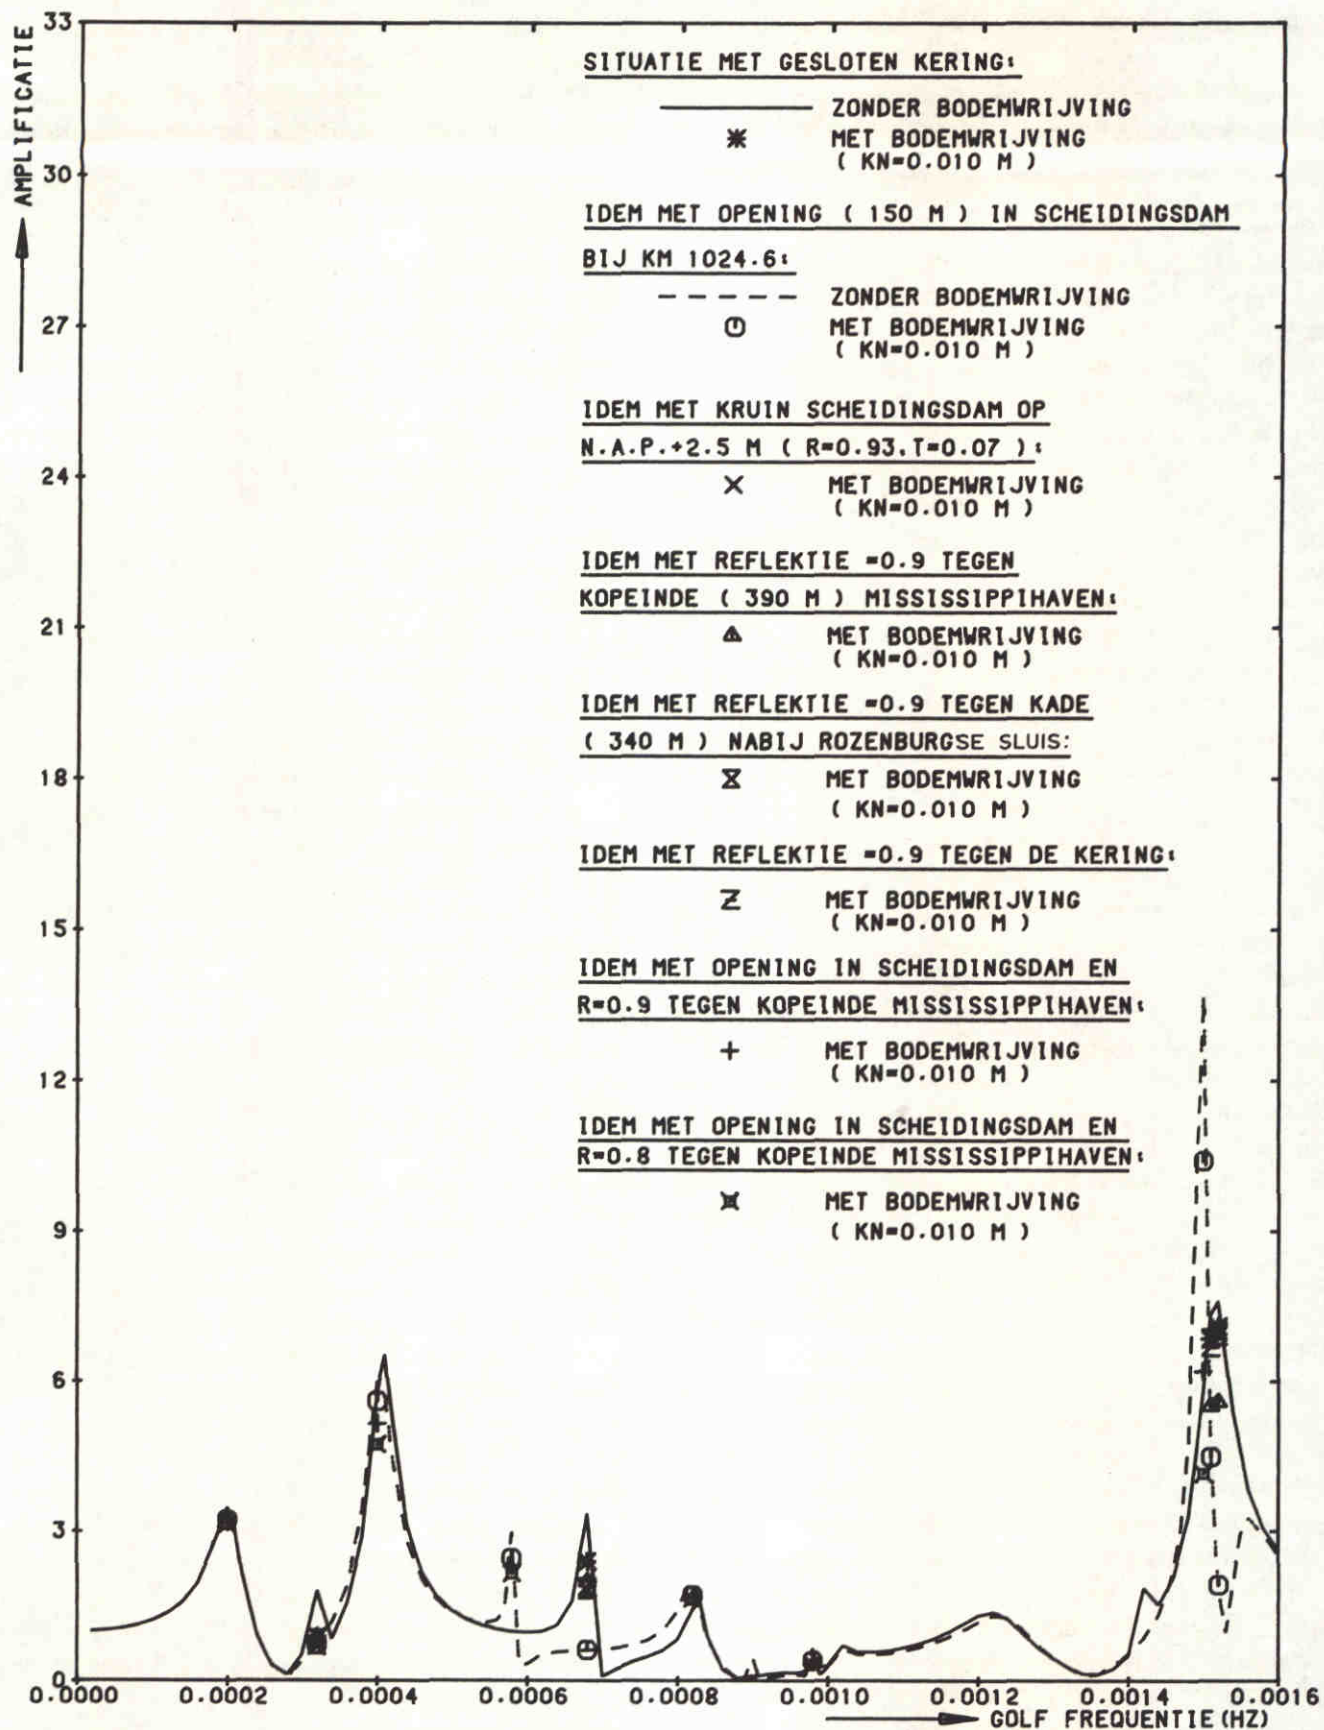 AMPLIFICATIE
33
30
27
24
21
18
15
12
9
6
3
0
SITUATIE MET GESLOTEN KERING:
ZONDER BODEMWRIJVING
MET BODEMWRIJVING
( KN=0.010 M )
IDEM MET OPENING ( 150 M ) IN SCHEIDINGSDAM
BIJ KM 1024.6:
ZONDER BODEMWRIJVING
MET BODEMWRIJVING
( KN=0.010 M )
IDEM MET KRUIN SCHEIDINGSDAM OP
N.A.P.+2.5 M ( R=0.93.T=0.07 ):
MET BODEMWRIJVING
( KN=0.010 M )
IDEM MET REFLEKTIE =0.9 TEGEN
KOPEINDE ( 390 M ) MISSISSIPPIHAVEN:
MET BODEMWRIJVING
( KN=0.010 M )
IDEM MET REFLEKTIE =0.9 TEGEN KADE
( 340 M ) NABIJ ROZENBURGSE SLUIS:
MET BODEMWRIJVING
( KN=0.010 M )
IDEM MET REFLEKTIE =0.9 TEGEN DE KERING:
MET BODEMWRIJVING
( KN=0.010 M )
IDEM MET OPENING IN SCHEIDINGSDAM EN
R=0.9 TEGEN KOPEINDE MISSISSIPPIHAVEN:
MET BODEMWRIJVING
( KN=0.010 M )
IDEM MET OPENING IN SCHEIDINGSDAM EN
R=0.8 TEGEN KOPEINDE MISSISSIPPIHAVEN:
MET BODEMWRIJVING
( KN=0.010 M )
0.0000 0.0002 0.0004 0.0006 0.0008 0.0010 0.0012 0.0014 0.0016
GOLF FREQUENTIE(HZ)